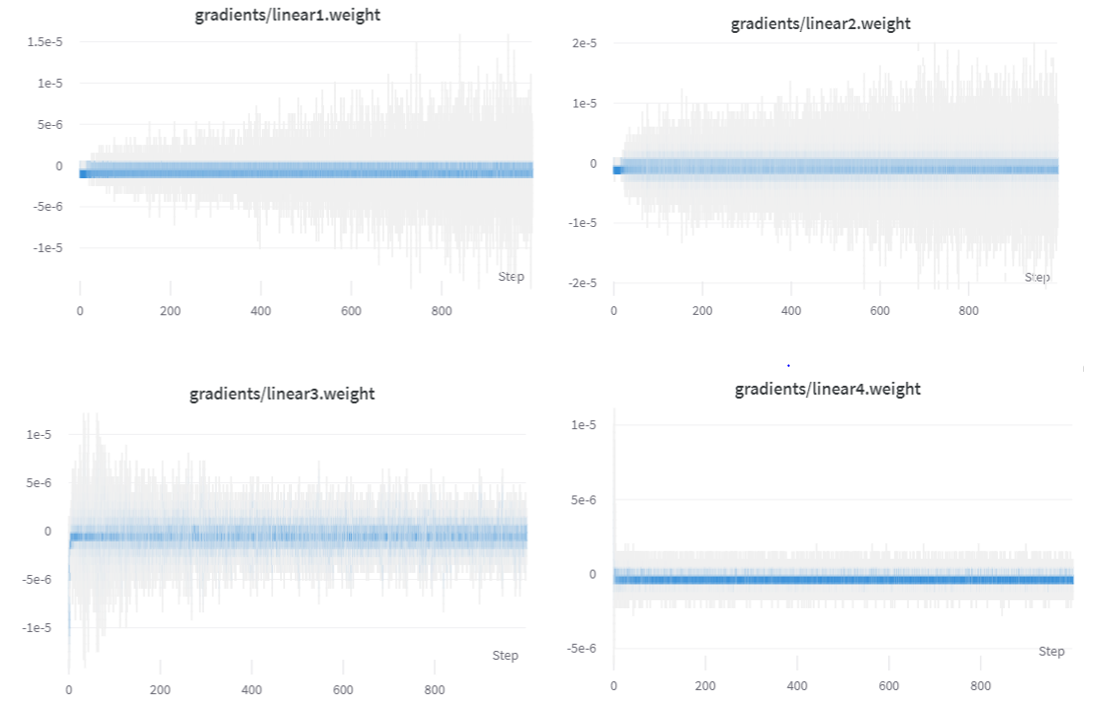 gradients/linear1.weight
1.5e-5
1e-5
5e-6
0
-5e-6
-1e-5
Step
0 200 400 600 800
gradients/linear2.weight
2e-5
1e-5
0
-1e-5
-2e-5
Step
0 200 400 600 800
gradients/linear3.weight
1e-5
5e-6
0
-5e-6
-1e-5
Step
0 200 400 600 800
gradients/linear4.weight
1e-5
5e-6
0
-5e-6
Step
0 200 400 600 800